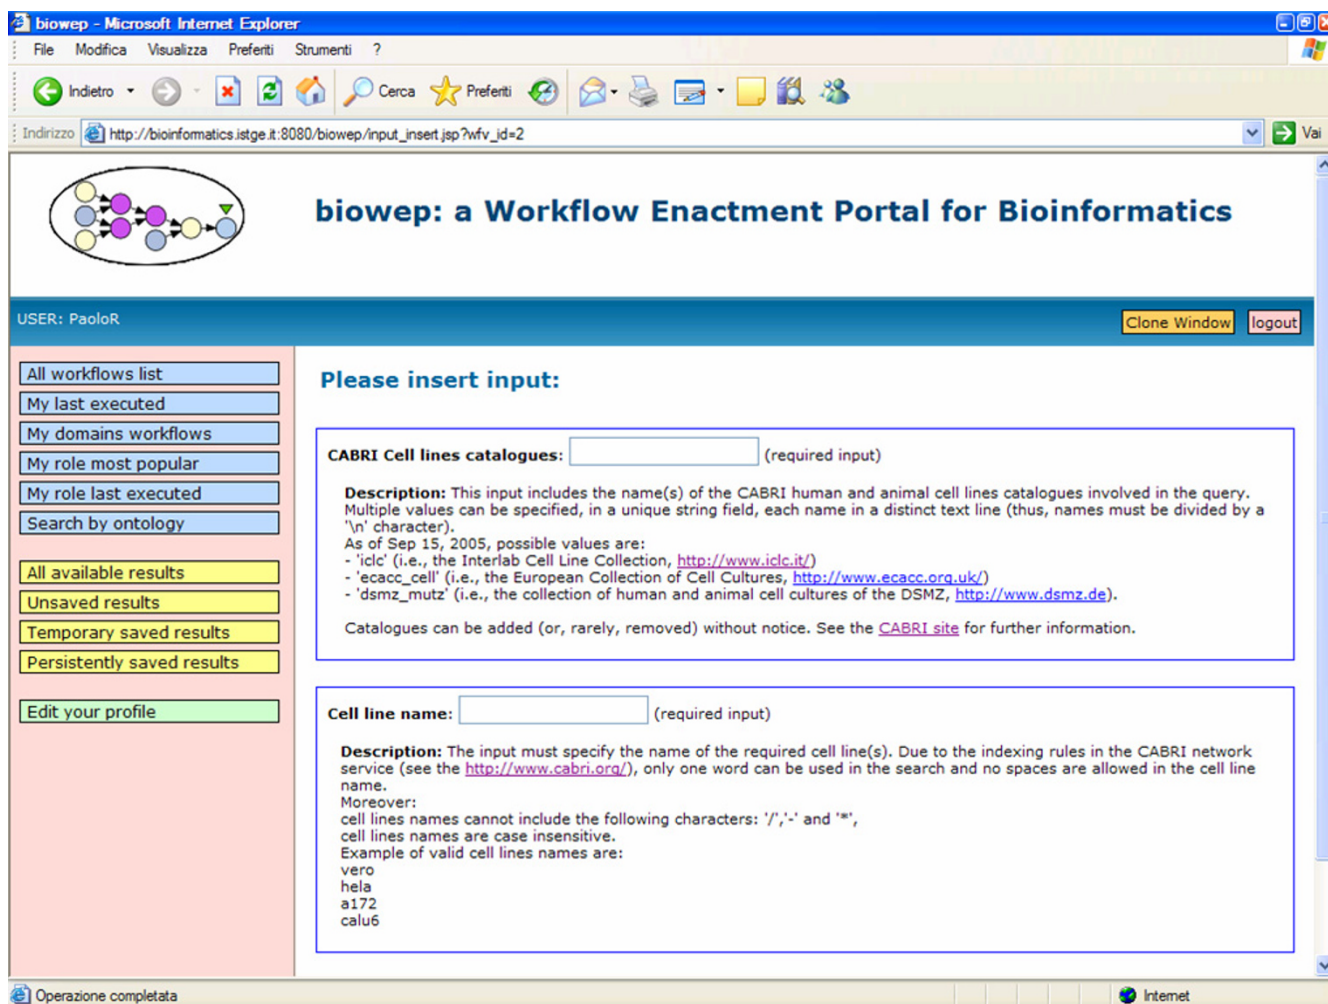 biowep - Microsoft Internet Explorer
File Modifica Visualizza Preferiti Strumenti ?
Indietro Cerca Preferiti
Indirizzo http://bioinformatics.istge.it:8080/biowep/input_insert.jsp?wfv_id=2 Vai
biowep: a Workflow Enactment Portal for Bioinformatics
USER: PaoloR Clone Window logout
All workflows list
My last executed
My domains workflows
My role most popular
My role last executed
Search by ontology
All available results
Unsaved results
Temporary saved results
Persistently saved results
Edit your profile
Please insert input:
CABRI Cell lines catalogues: (required input)
Description: This input includes the name(s) of the CABRI human and animal cell lines catalogues involved in the query.
Multiple values can be specified, in a unique string field, each name in a distinct text line (thus, names must be divided by a
'\n' character).
As of Sep 15, 2005, possible values are:
- 'iclc' (i.e., the Interlab Cell Line Collection, http://www.iclc.it/)
- 'ecacc_cell' (i.e., the European Collection of Cell Cultures, http://www.ecacc.org.uk/)
- 'dsmz_mutz' (i.e., the collection of human and animal cell cultures of the DSMZ, http://www.dsmz.de).
Catalogues can be added (or, rarely, removed) without notice. See the CABRI site for further information.
Cell line name: (required input)
Description: The input must specify the name of the required cell line(s). Due to the indexing rules in the CABRI network
service (see the http://www.cabri.org/), only one word can be used in the search and no spaces are allowed in the cell line
name.
Moreover:
cell lines names cannot include the following characters: '/','-' and '*',
cell lines names are case insensitive.
Example of valid cell lines names are:
vero
hela
a172
calu6
Operazione completata Internet